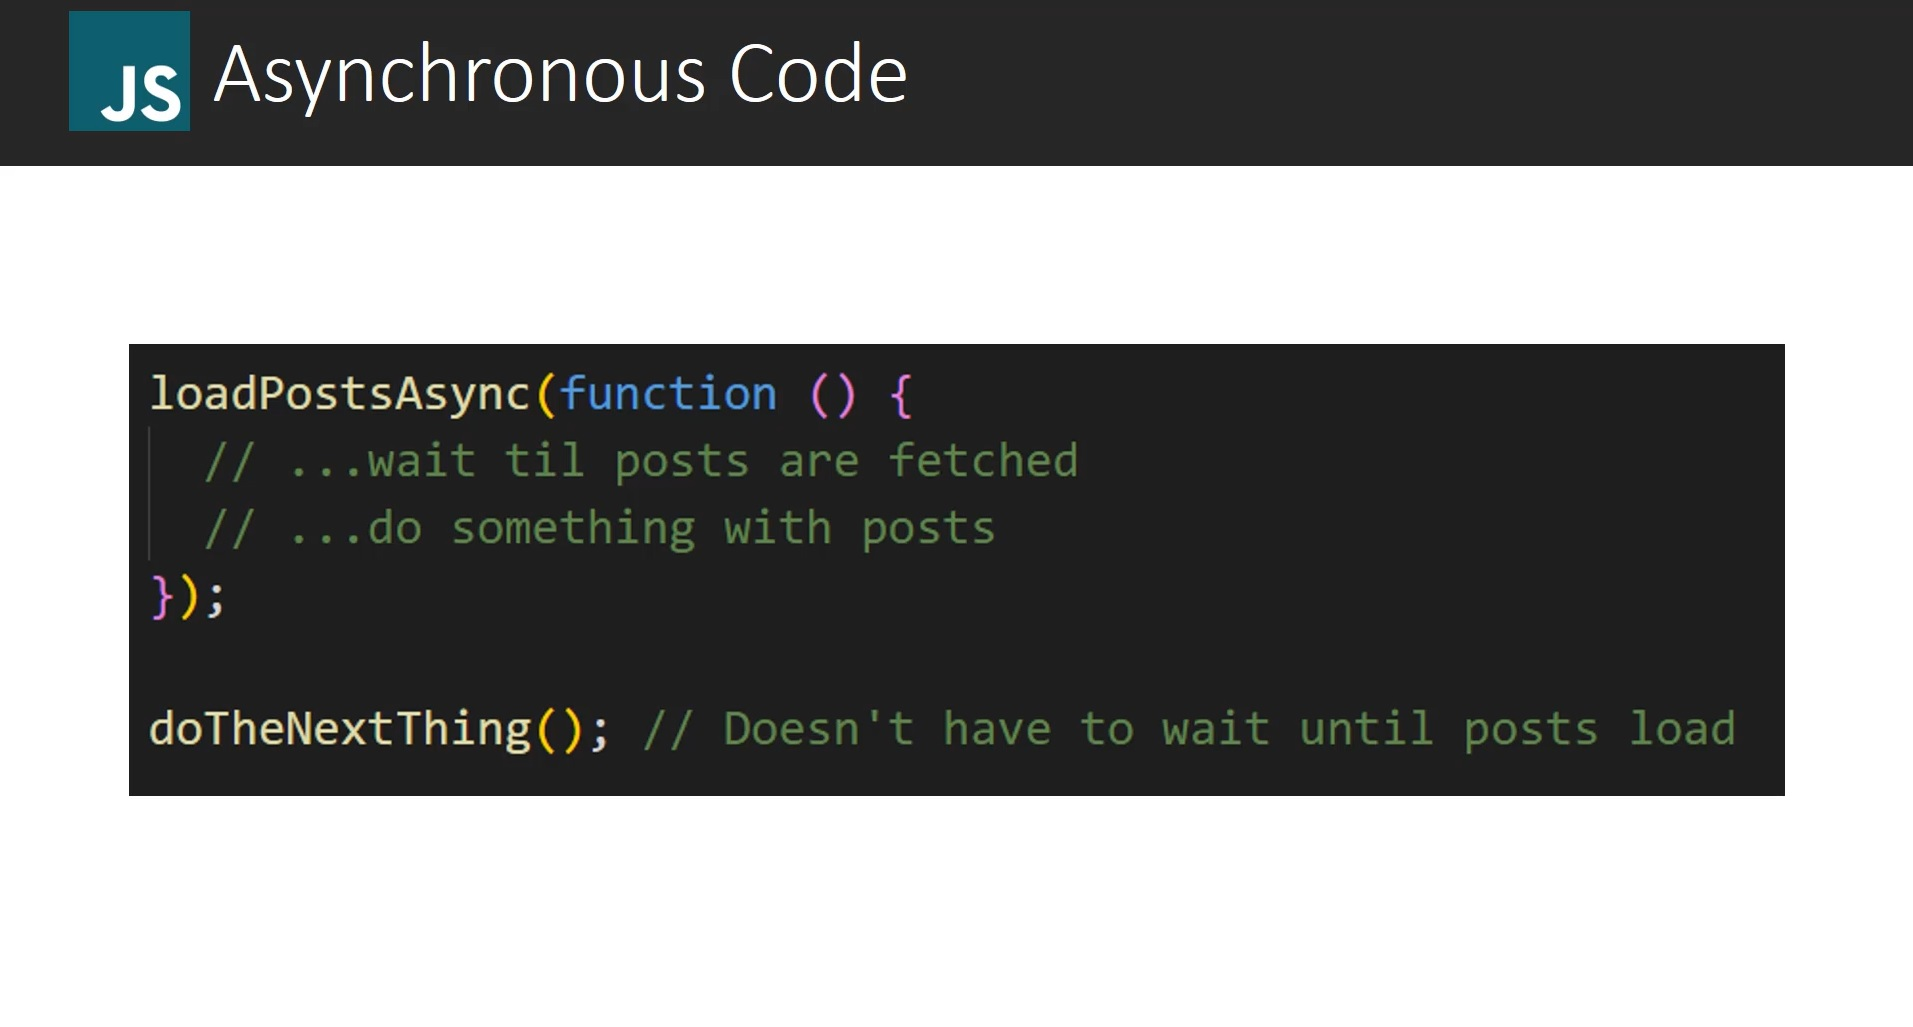 JS Asynchronous Code
loadPostsAsync(function () {
// ...wait til posts are fetched
// ...do something with posts
});
doTheNextThing(); // Doesn't have to wait until posts load